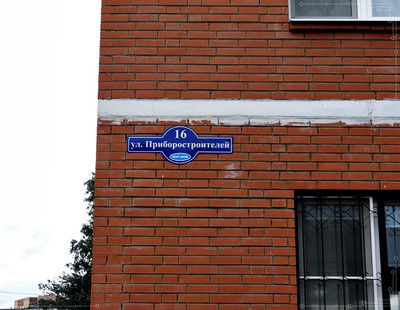 16
ул. Приборостроителей